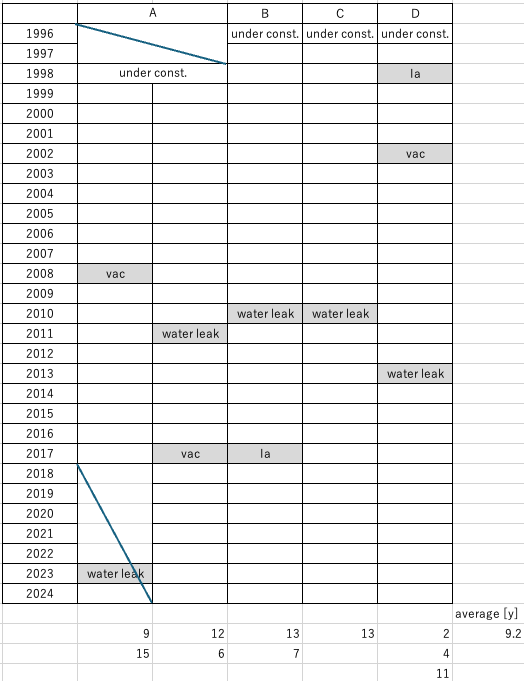 A B C D
1996 under const. under const. under const.
1997
1998 under const. la
1999
2000
2001
2002 vac
2003
2004
2005
2006
2007
2008 vac
2009
2010 water leak water leak
2011 water leak
2012
2013 water leak
2014
2015
2016
2017 vac la
2018
2019
2020
2021
2022
2023 water leak
2024
average [y]
9 12 13 13 2 9.2
15 6 7 4
11